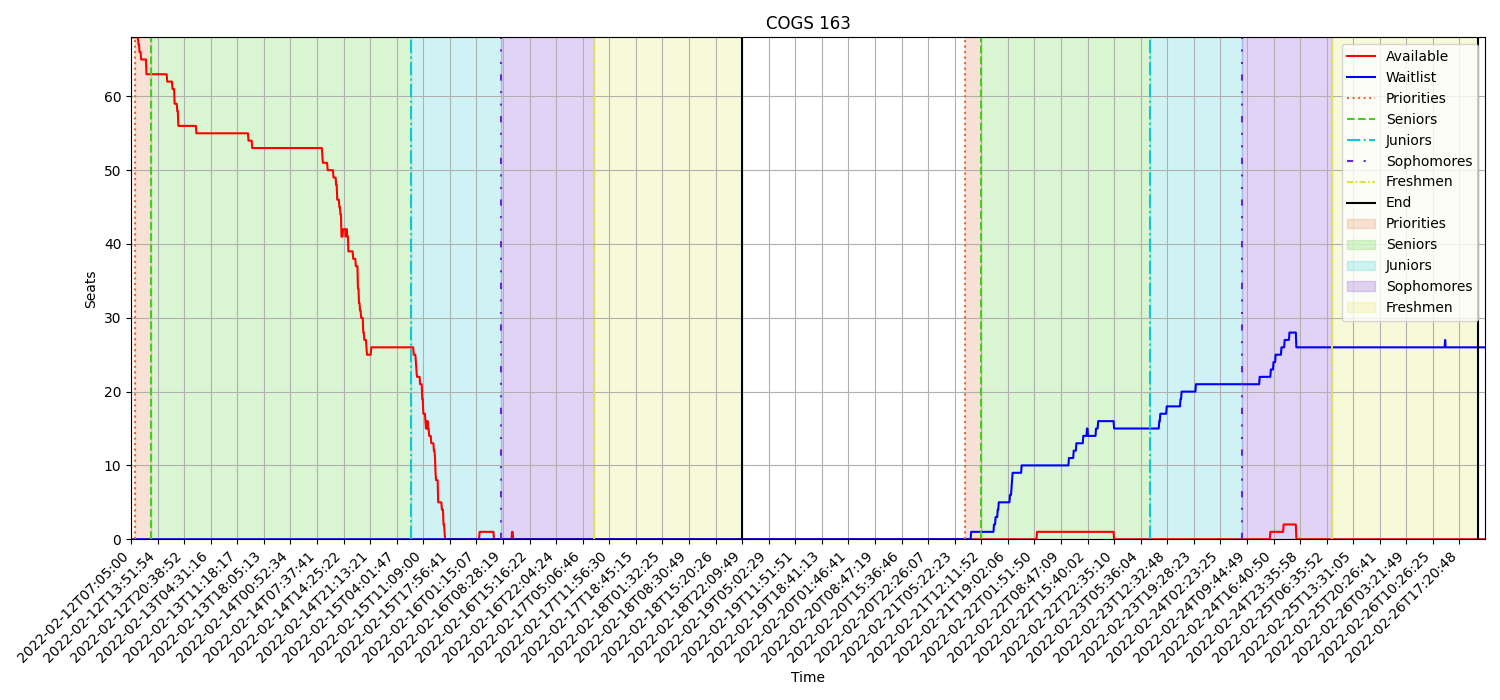 COGS 163
Seats
60
50
40
30
20
10
0
Available
Waitlist
Priorities
Seniors
Juniors
Sophomores
Freshmen
End
Priorities
Seniors
Juniors
Sophomores
Freshmen
2022-02-12T07:05:00
2022-02-12T13:51:54
2022-02-12T20:38:52
2022-02-13T04:31:16
2022-02-13T11:18:17
2022-02-13T18:05:13
2022-02-14T00:52:34
2022-02-14T07:37:41
2022-02-14T14:25:22
2022-02-14T21:13:21
2022-02-15T04:01:47
2022-02-15T11:09:00
2022-02-15T17:56:41
2022-02-16T01:15:07
2022-02-16T08:28:19
2022-02-16T15:16:22
2022-02-16T22:04:24
2022-02-17T05:06:46
2022-02-17T11:56:30
2022-02-17T18:45:15
2022-02-18T01:32:25
2022-02-18T08:30:49
2022-02-18T15:20:26
2022-02-18T22:09:49
2022-02-19T05:02:29
2022-02-19T11:51:51
2022-02-19T18:41:13
2022-02-20T01:46:41
2022-02-20T08:47:19
2022-02-20T15:36:46
2022-02-20T22:26:07
2022-02-21T05:22:23
2022-02-21T12:11:52
2022-02-21T19:02:06
2022-02-22T01:51:50
2022-02-22T08:47:09
2022-02-22T15:40:02
2022-02-22T22:35:10
2022-02-23T05:36:04
2022-02-23T12:32:48
2022-02-23T19:28:23
2022-02-24T02:23:25
2022-02-24T09:44:49
2022-02-24T16:40:50
2022-02-24T23:35:58
2022-02-25T06:35:52
2022-02-25T13:31:05
2022-02-25T20:26:41
2022-02-26T03:21:49
2022-02-26T10:26:25
2022-02-26T17:20:48
Time